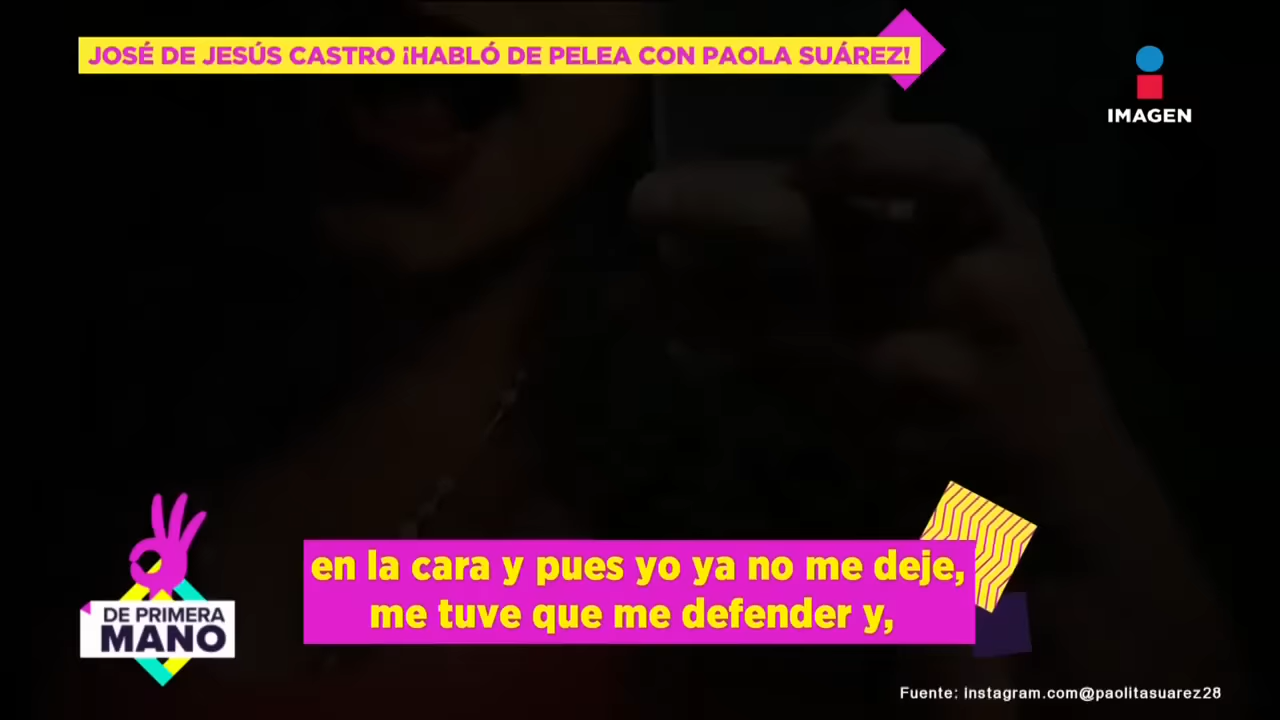 JOSÉ DE JESÚS CASTRO ¡HABLÓ DE PELEA CON PAOLA SUÁREZ!
IMAGEN
en la cara y pues yo ya no me deje,
me tuve que me defender y,
DE PRIMERA
MANO
Fuente: instagram.com@paolitasuarez28